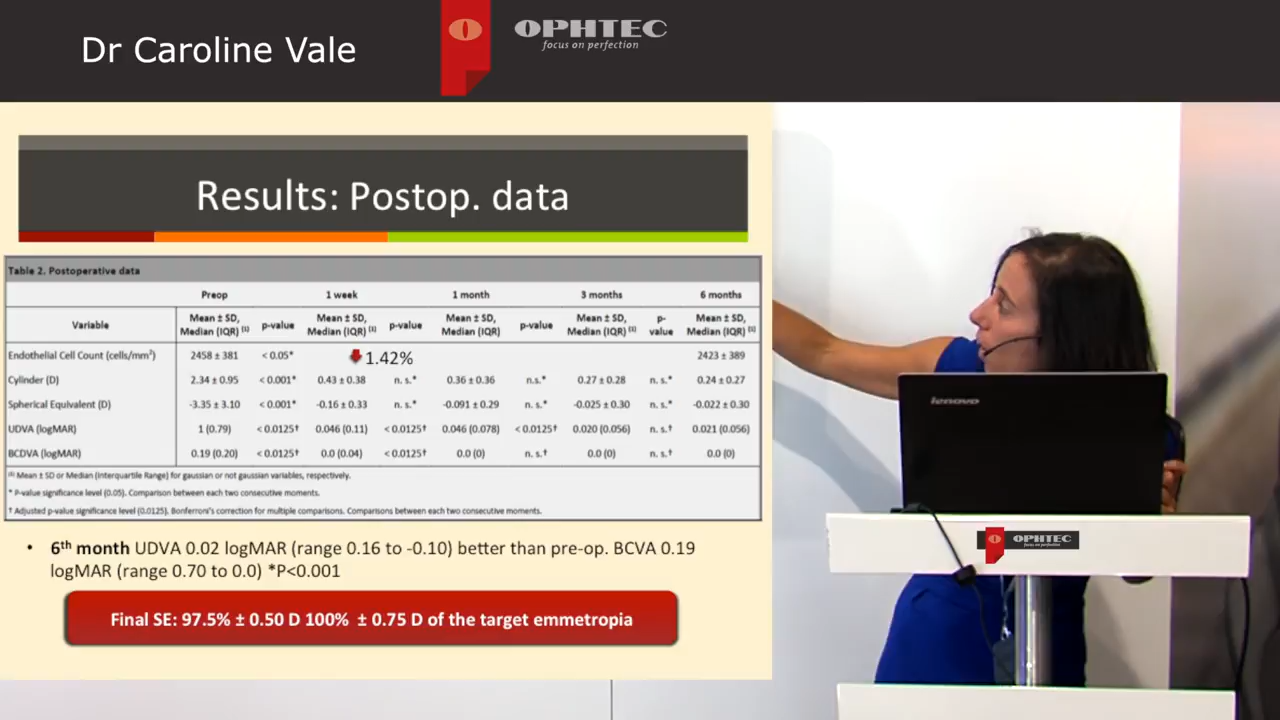 Dr Caroline Vale
OPHTEC
focus on perfection
Results: Postop. data
Table 2. Postoperative data
Preop 1 week 1 month 3 months 6 months
Variable Mean ± SD, Median (IQR) [1] p-value Mean ± SD, Median (IQR) [1] p-value Mean ± SD, Median (IQR) p-value Mean ± SD, Median (IQR) [1] p-value Mean ± SD, Median (IQR) [1]
Endothelial Cell Count (cells/mm²) 2458 ± 381 < 0.05* 1.42% 2423 ± 389
Cylinder (D) 2.34 ± 0.95 < 0.001* 0.43 ± 0.38 n. s.* 0.36 ± 0.36 n.s.* 0.27 ± 0.28 n. s.* 0.24 ± 0.27
Spherical Equivalent (D) -3.35 ± 3.10 < 0.001* -0.16 ± 0.33 n. s.* -0.091 ± 0.29 n. s.* -0.025 ± 0.30 n. s.* -0.022 ± 0.30
UDVA (logMAR) 1 (0.79) < 0.0125† 0.046 (0.11) < 0.0125† 0.046 (0.078) < 0.0125† 0.020 (0.056) n. s.† 0.021 (0.056)
BCDVA (logMAR) 0.19 (0.20) < 0.0125† 0.0 (0.04) < 0.0125† 0.0 (0) n. s.† 0.0 (0) n. s.† 0.0 (0)
[1] Mean ± SD or Median (Interquartile Range) for gaussian or not gaussian variables, respectively.
* P-value significance level (0.05). Comparison between each two consecutive moments.
† Adjusted p-value significance level (0.0125). Bonferroni's correction for multiple comparisons. Comparisons between each two consecutive moments.
• 6th month UDVA 0.02 logMAR (range 0.16 to -0.10) better than pre-op. BCVA 0.19
logMAR (range 0.70 to 0.0) *P<0.001
Final SE: 97.5% ± 0.50 D 100% ± 0.75 D of the target emmetropia
lenovo
OPHTEC
focus on perfection